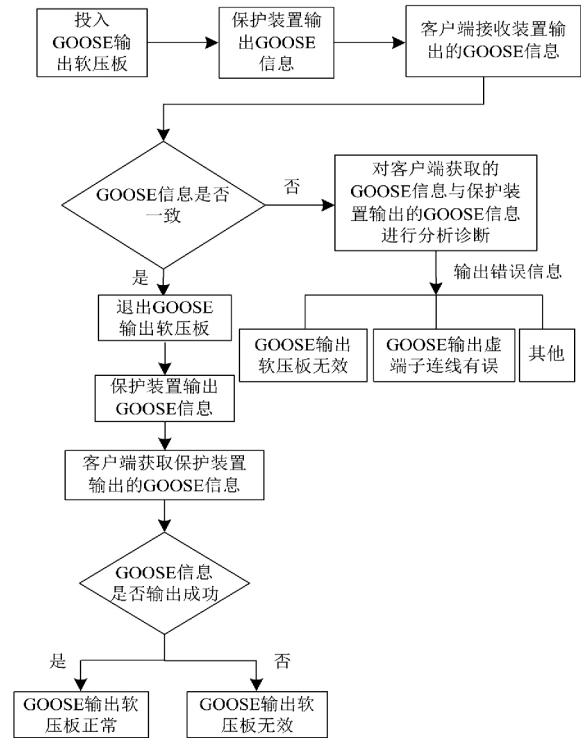 投入
GOOSE输
出软压板
保护装置输
出GOOSE
信息
客户端接收装置输
出的GOOSE信息
GOOSE信息是否
一致
否
对客户端获取的
GOOSE信息与保护装
置输出的GOOSE信息
进行分析诊断
是
输出错误信息
退出GOOSE
输出软压板
GOOSE输出
软压板无效
GOOSE输出虚
端子连线有误
其他
保护装置输出
GOOSE信息
客户端获取保护装置
输出的GOOSE信息
GOOSE信息
是否输出成功
是
否
GOOSE输出软
压板正常
GOOSE输出软
压板无效